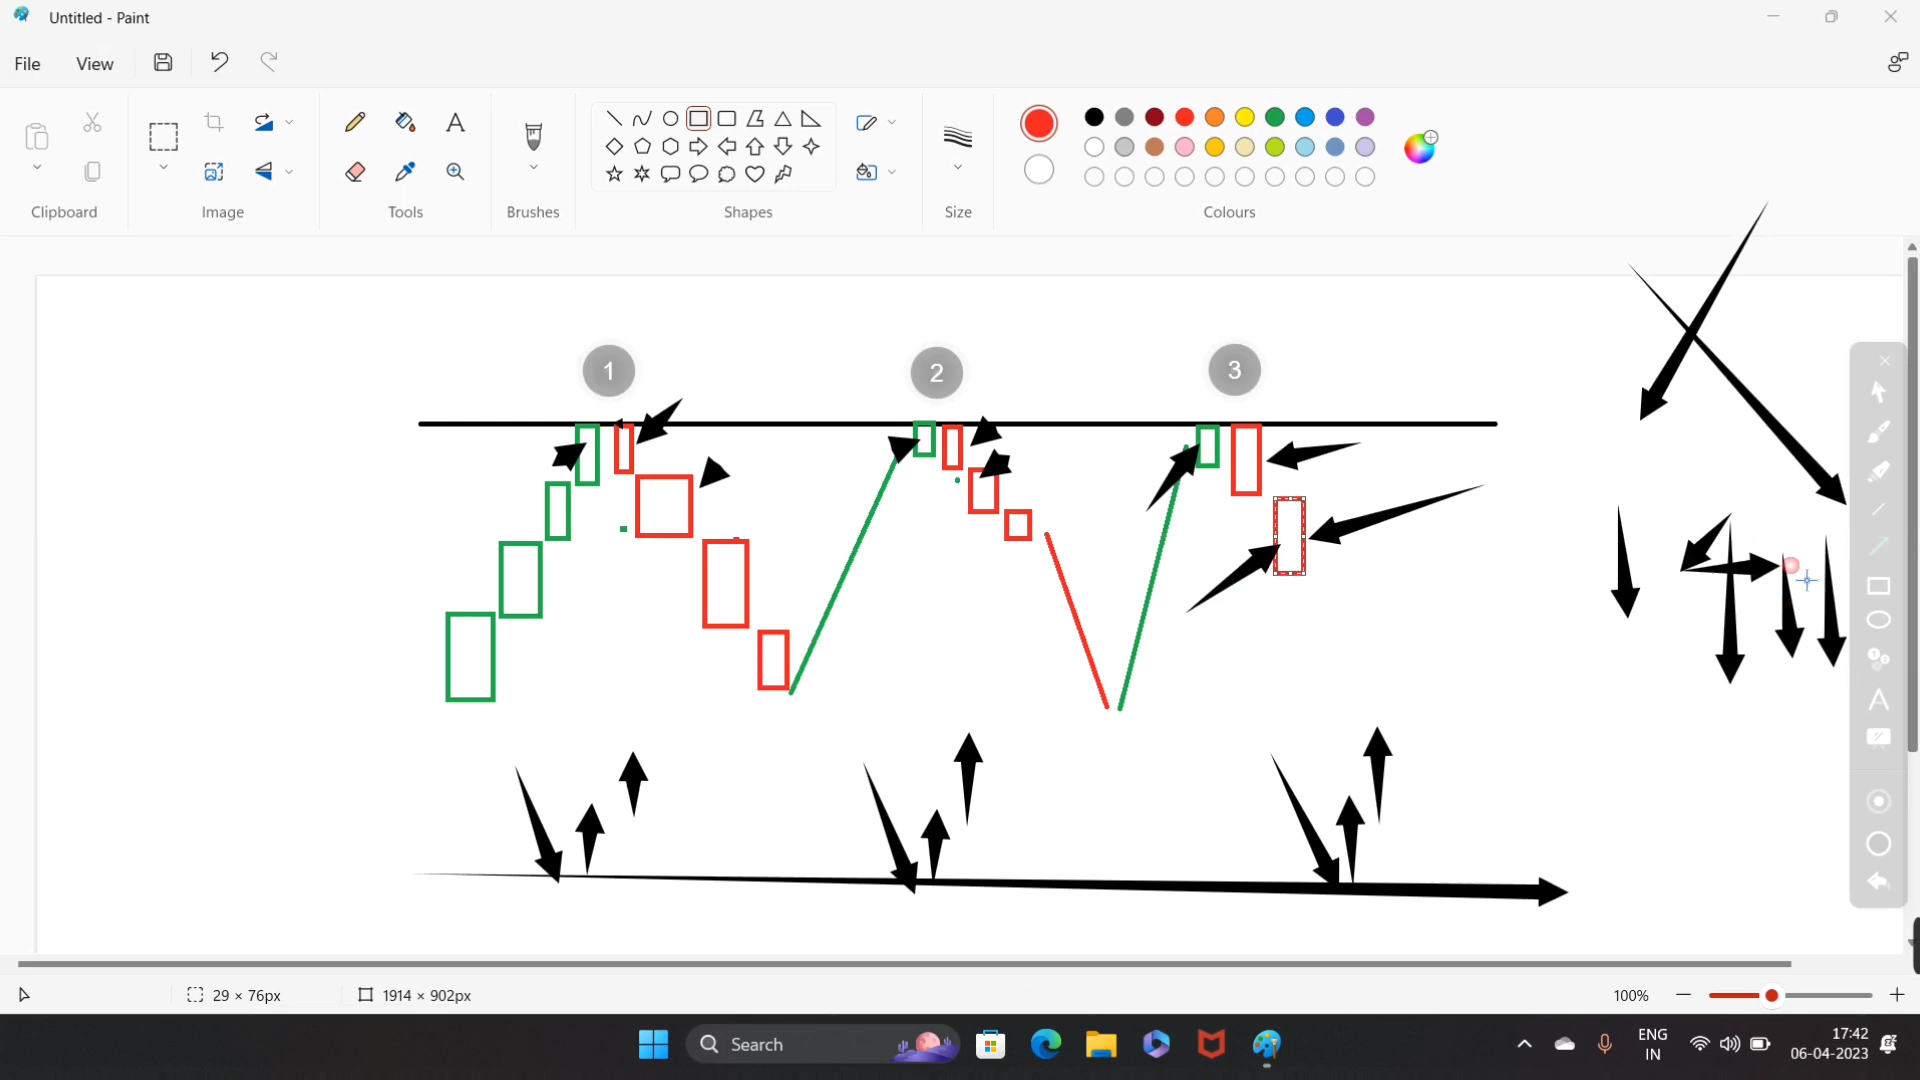 Untitled - Paint
File View
Clipboard
Image
Tools
Brushes
Shapes
Size
Colours
1 2 3
A
29 × 76px
1914 × 902px
100%
Search
ENG
IN
17:42
06-04-2023